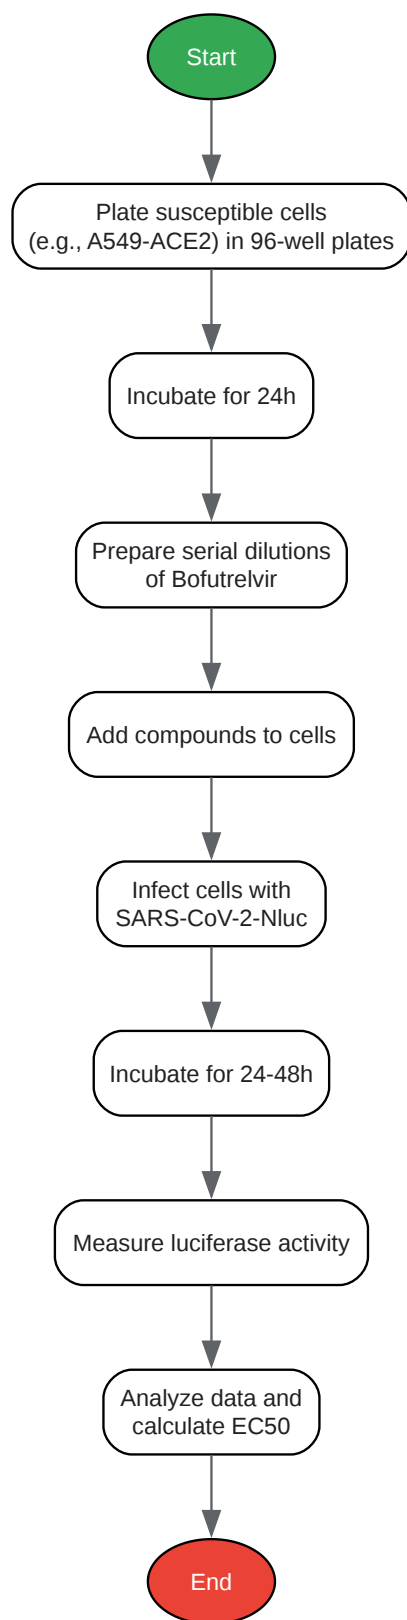 Start
Plate susceptible cells
(e.g., A549-ACE2) in 96-well plates
Incubate for 24h
Prepare serial dilutions
of Bofutrelvir
Add compounds to cells
Infect cells with
SARS-CoV-2-Nluc
Incubate for 24-48h
Measure luciferase activity
Analyze data and
calculate EC50
End